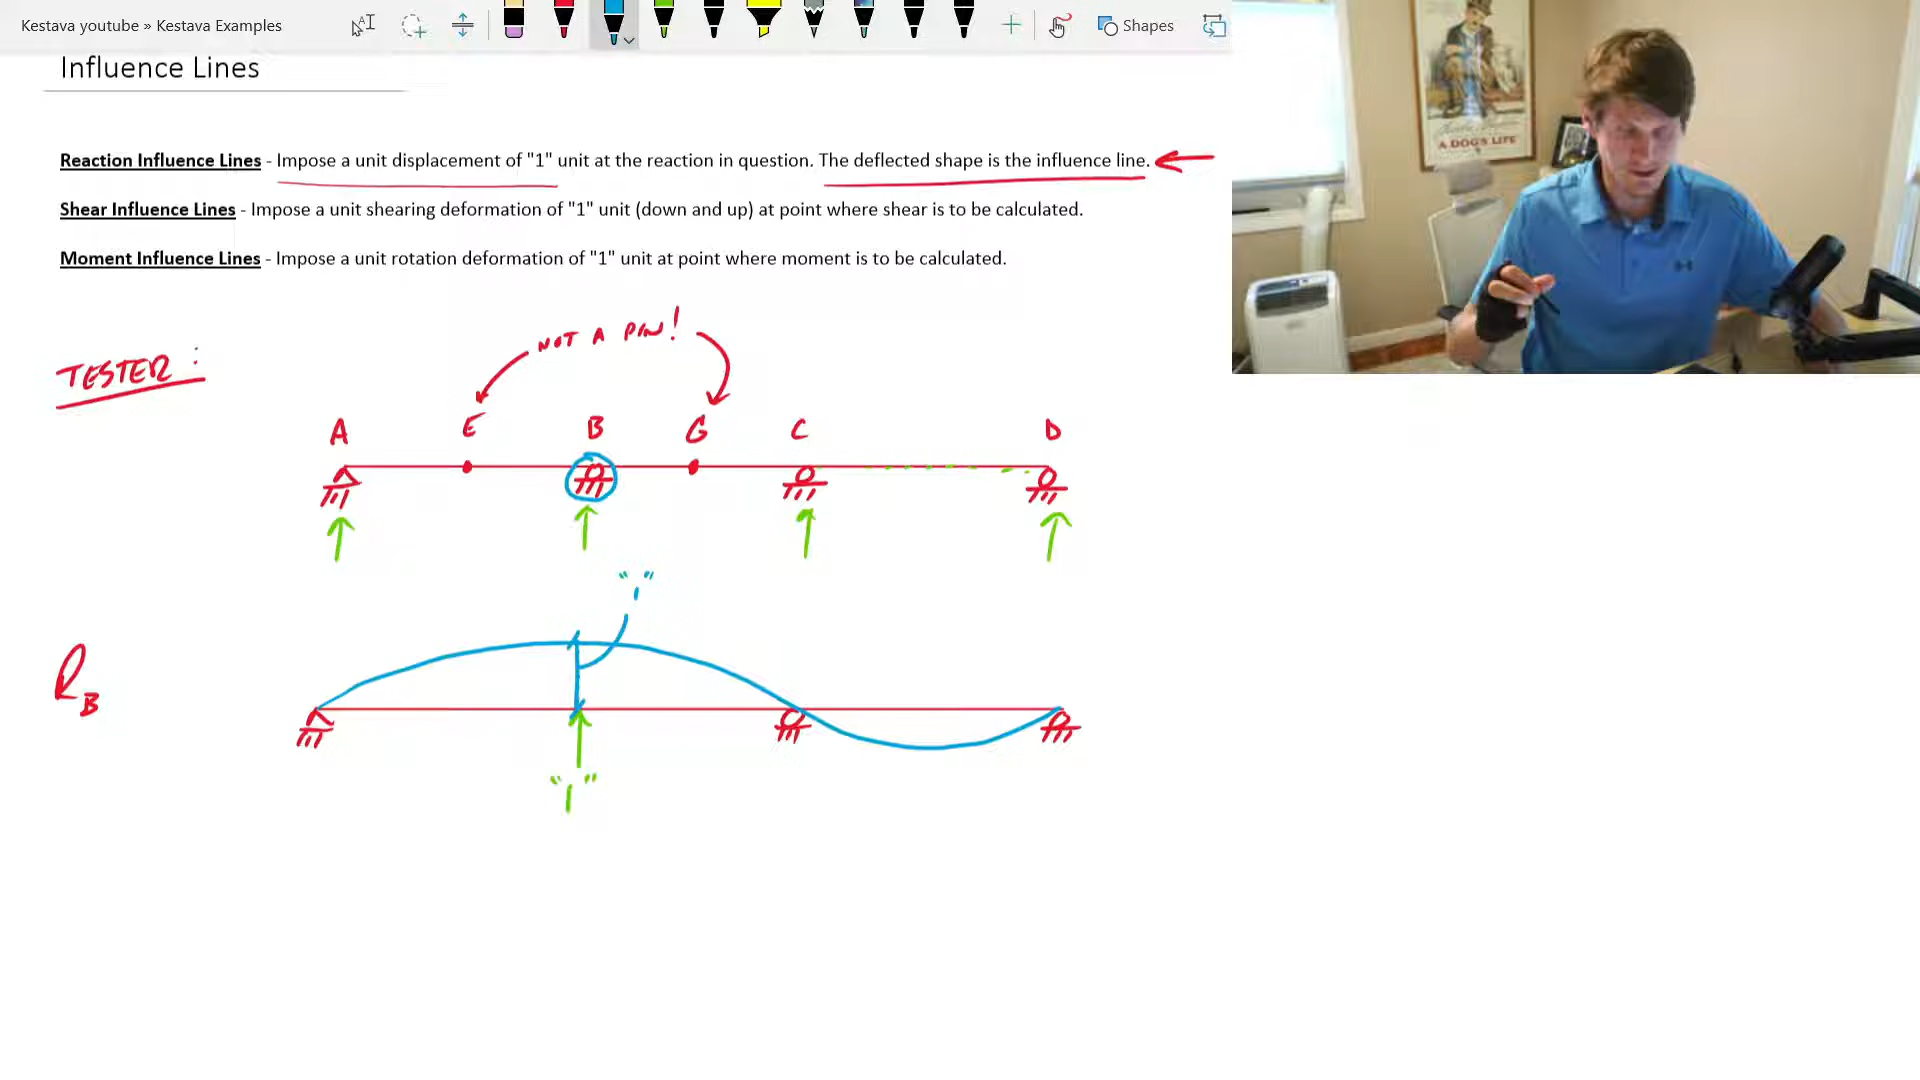 Kestava youtube » Kestava Examples
Shapes
Influence Lines
A DOG'S LIFE
Reaction Influence Lines - Impose a unit displacement of "1" unit at the reaction in question. The deflected shape is the influence line.
Shear Influence Lines - Impose a unit shearing deformation of "1" unit (down and up) at point where shear is to be calculated.
Moment Influence Lines - Impose a unit rotation deformation of "1" unit at point where moment is to be calculated.
NOT A PIN!
TESTER:
A E B G C D
"1"
RB
"1"